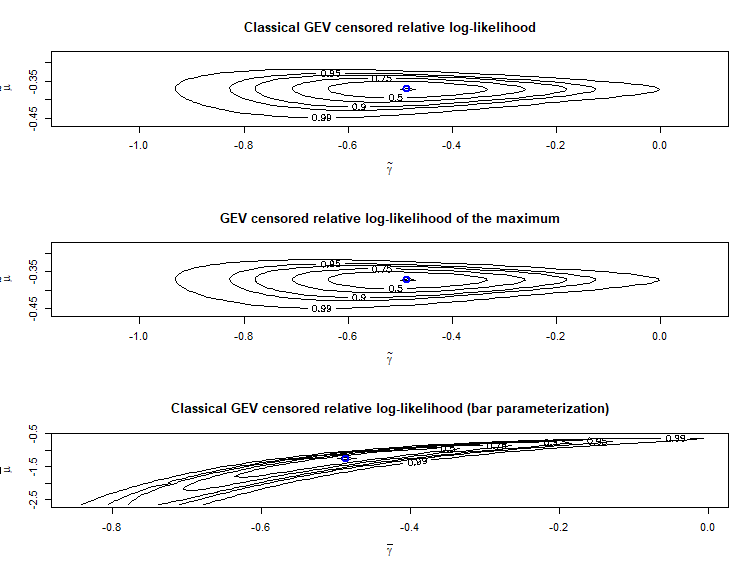 Classical GEV censored relative log-likelihood
-0.35
-0.45
μ
0.95
0.75
0.5
0.9
0.99
-1.0 -0.8 -0.6 -0.4 -0.2 0.0
γ̃
GEV censored relative log-likelihood of the maximum
-0.35
-0.45
μ
0.95
0.75
0.5
0.9
0.99
-1.0 -0.8 -0.6 -0.4 -0.2 0.0
γ̃
Classical GEV censored relative log-likelihood (bar parameterization)
-0.5
-1.5
-2.5
μ
0.95
0.99
0.99
-0.8 -0.6 -0.4 -0.2 0.0
γ̅